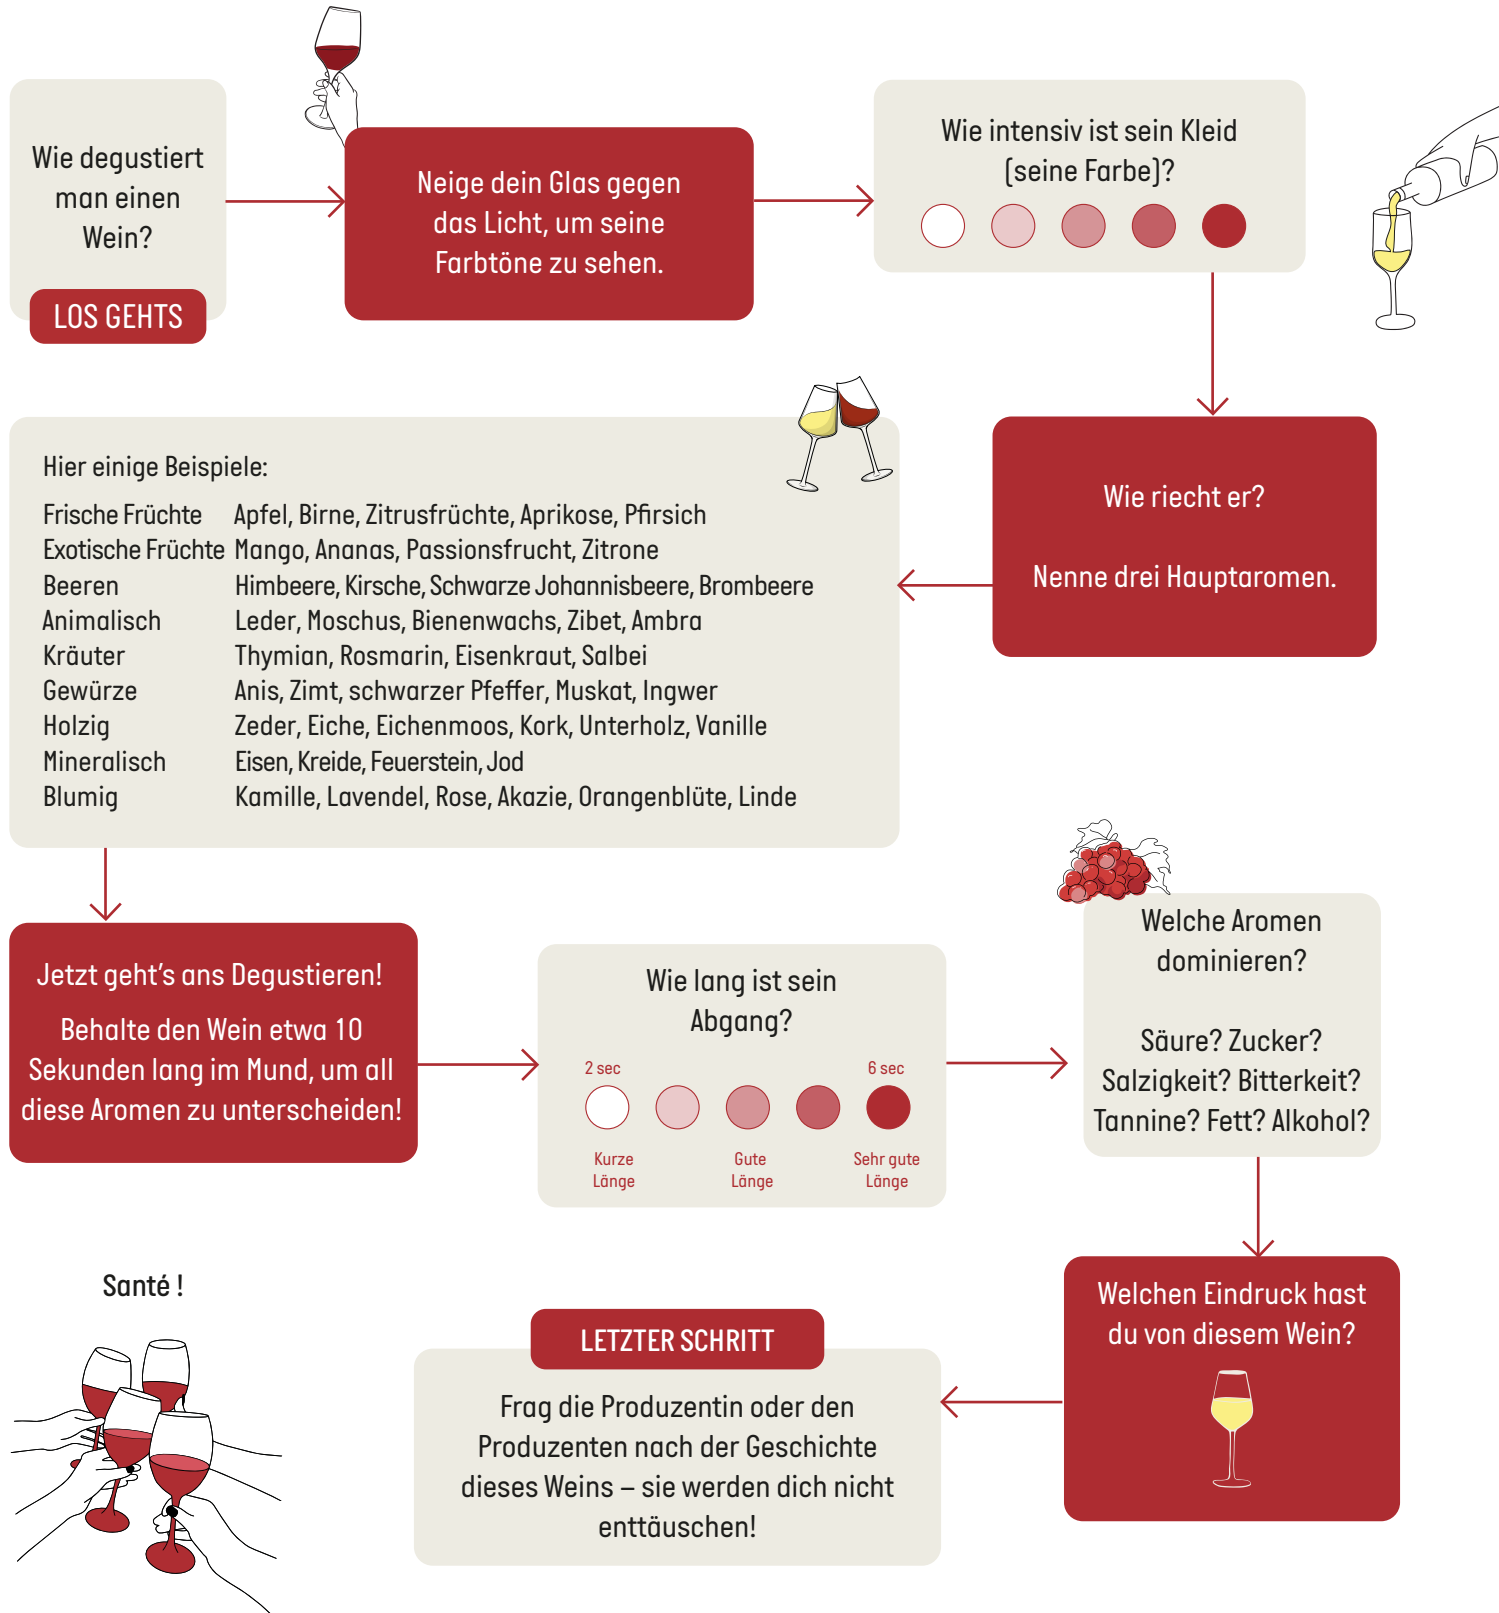 Wie degustiert
man einen
Wein?
LOS GEHTS
Neige dein Glas gegen
das Licht, um seine
Farbtöne zu sehen.
Wie intensiv ist sein Kleid
(seine Farbe)?
Wie riecht er?
Nenne drei Hauptaromen.
Hier einige Beispiele:
Frische Früchte Apfel, Birne, Zitrusfrüchte, Aprikose, Pfirsich
Exotische Früchte Mango, Ananas, Passionsfrucht, Zitrone
Beeren Himbeere, Kirsche, Schwarze Johannisbeere, Brombeere
Animalisch Leder, Moschus, Bienenwachs, Zibet, Ambra
Kräuter Thymian, Rosmarin, Eisenkraut, Salbei
Gewürze Anis, Zimt, schwarzer Pfeffer, Muskat, Ingwer
Holzig Zeder, Eiche, Eichenmoos, Kork, Unterholz, Vanille
Mineralisch Eisen, Kreide, Feuerstein, Jod
Blumig Kamille, Lavendel, Rose, Akazie, Orangenblüte, Linde
Jetzt geht's ans Degustieren!
Behalte den Wein etwa 10
Sekunden lang im Mund, um all
diese Aromen zu unterscheiden!
Wie lang ist sein
Abgang?
2 sec 6 sec
Kurze Gute Sehr gute
Länge Länge Länge
Welche Aromen
dominieren?
Säure? Zucker?
Salzigkeit? Bitterkeit?
Tannine? Fett? Alkohol?
Welchen Eindruck hast
du von diesem Wein?
LETZTER SCHRITT
Frag die Produzentin oder den
Produzenten nach der Geschichte
dieses Weins – sie werden dich nicht
enttäuschen!
Santé !